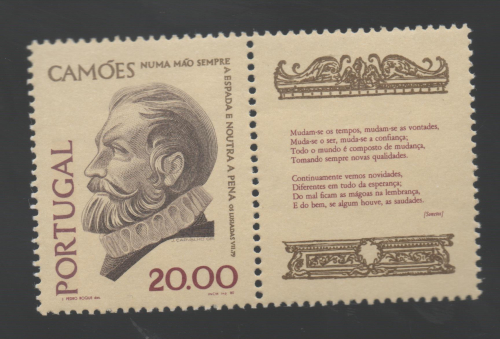 CAMÕES NUMA MÃO SEMPRE
A ESPADA E NOUTRA A PENA OS LUSÍADAS VII.79
PORTUGAL
20.00
Mudam-se os tempos, mudam-se as vontades,
Muda-se o ser, muda-se a confiança;
Todo o mundo é composto de mudança,
Tomando sempre novas qualidades.
Continuamente vemos novidades,
Diferentes em tudo da esperança;
Do mal ficam as mágoas na lembrança,
E do bem, se algum houve, as saudades.
(Soneto)